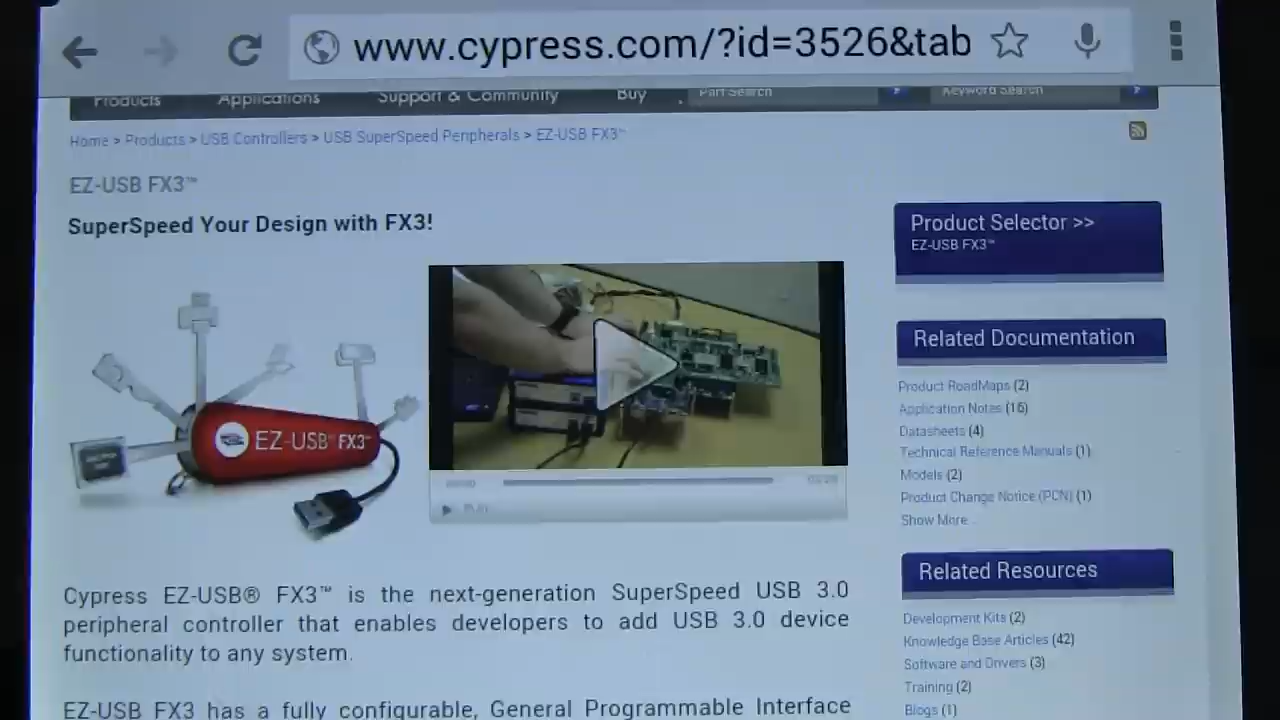 www.cypress.com/?id=3526&tab
Products Applications Support & Community Buy Part Search Keyword Search
Home > Products > USB Controllers > USB SuperSpeed Peripherals > EZ-USB FX3™
EZ-USB FX3™
SuperSpeed Your Design with FX3!
EZ-USB FX3™
PLAY
Cypress EZ-USB® FX3™ is the next-generation SuperSpeed USB 3.0
peripheral controller that enables developers to add USB 3.0 device
functionality to any system.
EZ-USB FX3 has a fully configurable, General Programmable Interface
Product Selector >>
EZ-USB FX3™
Related Documentation
Product RoadMaps (2)
Application Notes (16)
Datasheets (4)
Technical Reference Manuals (1)
Models (2)
Product Change Notice (PCN) (1)
Show More...
Related Resources
Development Kits (2)
Knowledge Base Articles (42)
Software and Drivers (3)
Training (2)
Blogs (1)